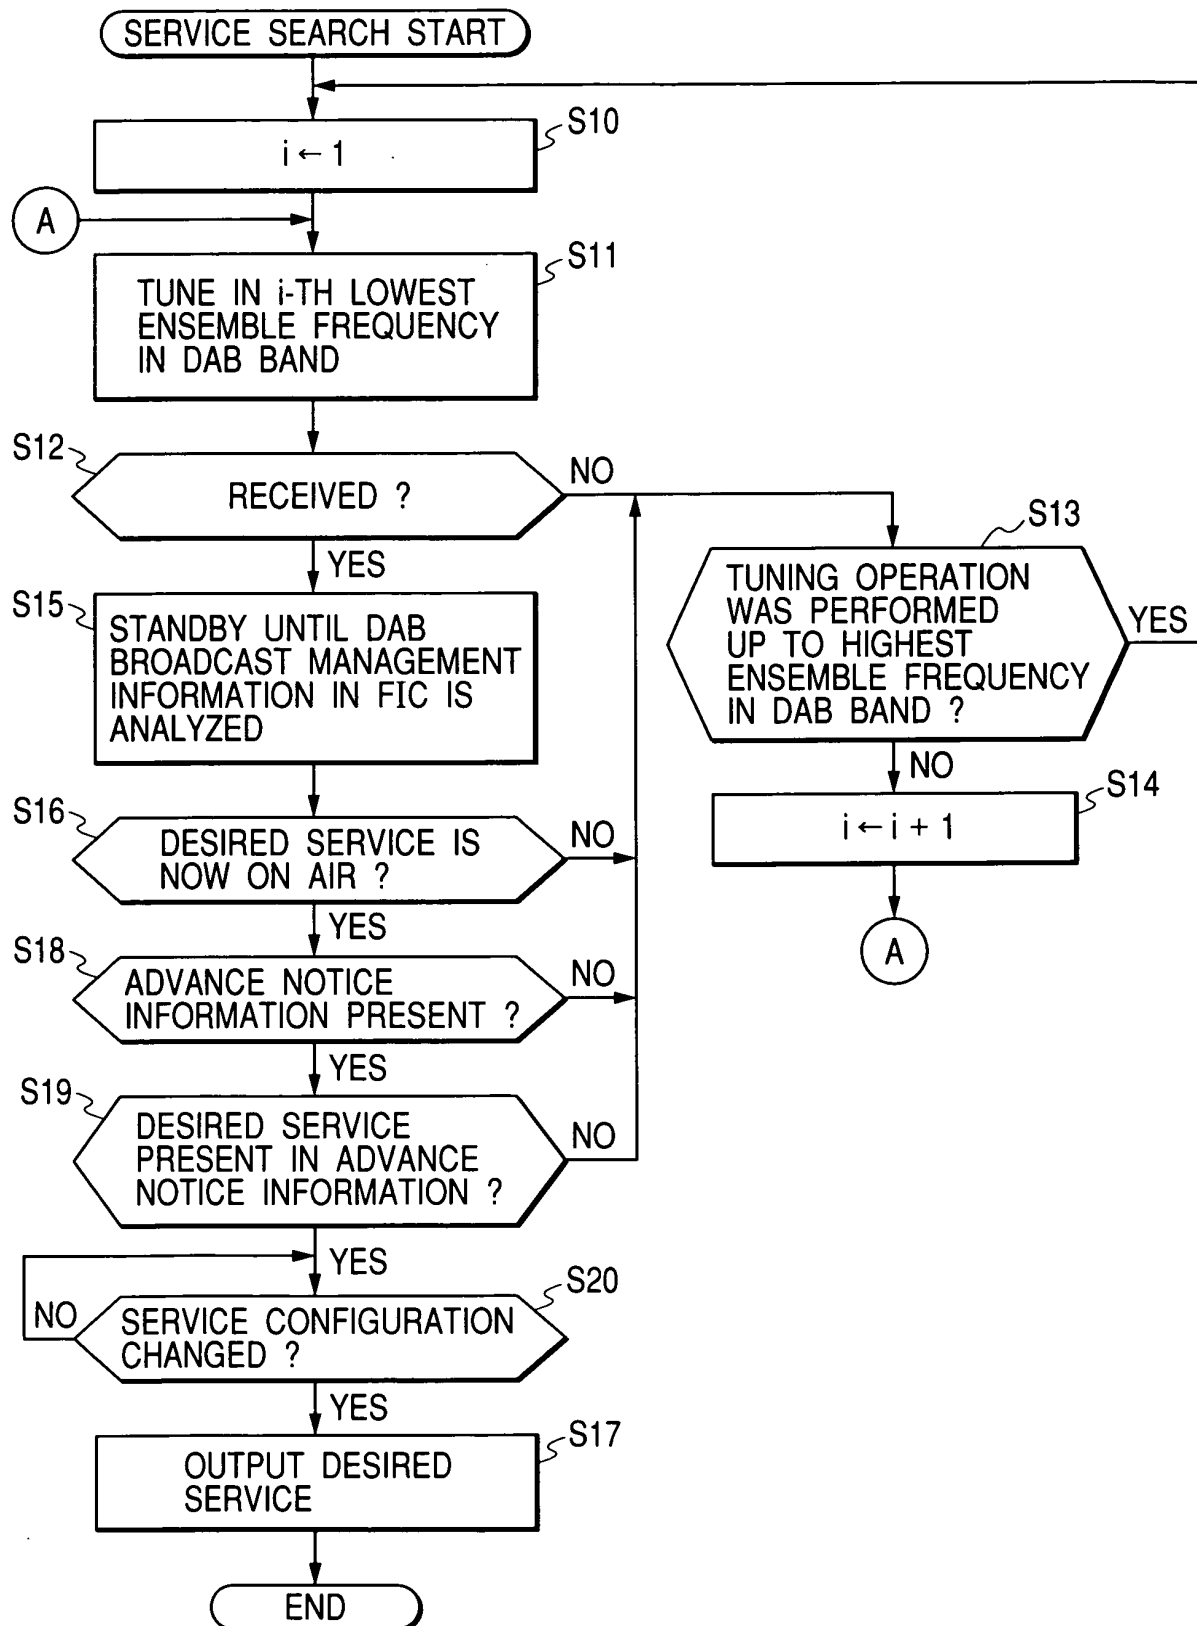 SERVICE SEARCH START
S10
i ← 1
A
S11
TUNE IN i-TH LOWEST
ENSEMBLE FREQUENCY
IN DAB BAND
S12
RECEIVED ?
NO
YES
S13
TUNING OPERATION
WAS PERFORMED
UP TO HIGHEST
ENSEMBLE FREQUENCY
IN DAB BAND ?
YES
NO
S14
i ← i + 1
A
S15
STANDBY UNTIL DAB
BROADCAST MANAGEMENT
INFORMATION IN FIC IS
ANALYZED
S16
DESIRED SERVICE IS
NOW ON AIR ?
NO
YES
S18
ADVANCE NOTICE
INFORMATION PRESENT ?
NO
YES
S19
DESIRED SERVICE
PRESENT IN ADVANCE
NOTICE INFORMATION ?
NO
YES
S20
SERVICE CONFIGURATION
CHANGED ?
NO
YES
S17
OUTPUT DESIRED
SERVICE
END